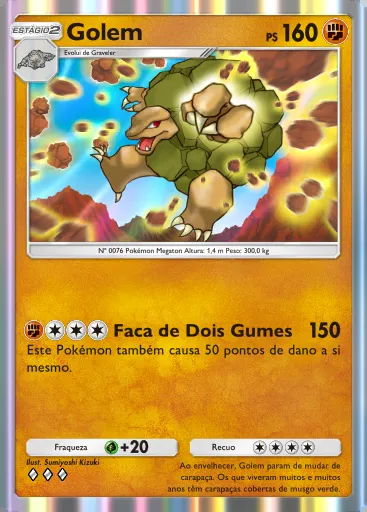 ESTÁGIO 2
Golem
PS 160
Evolui de Graveler
Nº 0076 Pokémon Megaton Altura: 1,4 m Peso: 300,0 kg
Faca de Dois Gumes 150
Este Pokémon também causa 50 pontos de dano a si
mesmo.
Fraqueza +20
Recuo
Ilust. Sumiyoshi Kizuki
Ao envelhecer, Golem param de mudar de
carapaça. Os que viveram muitos e muitos
anos têm carapaças cobertas de musgo verde.